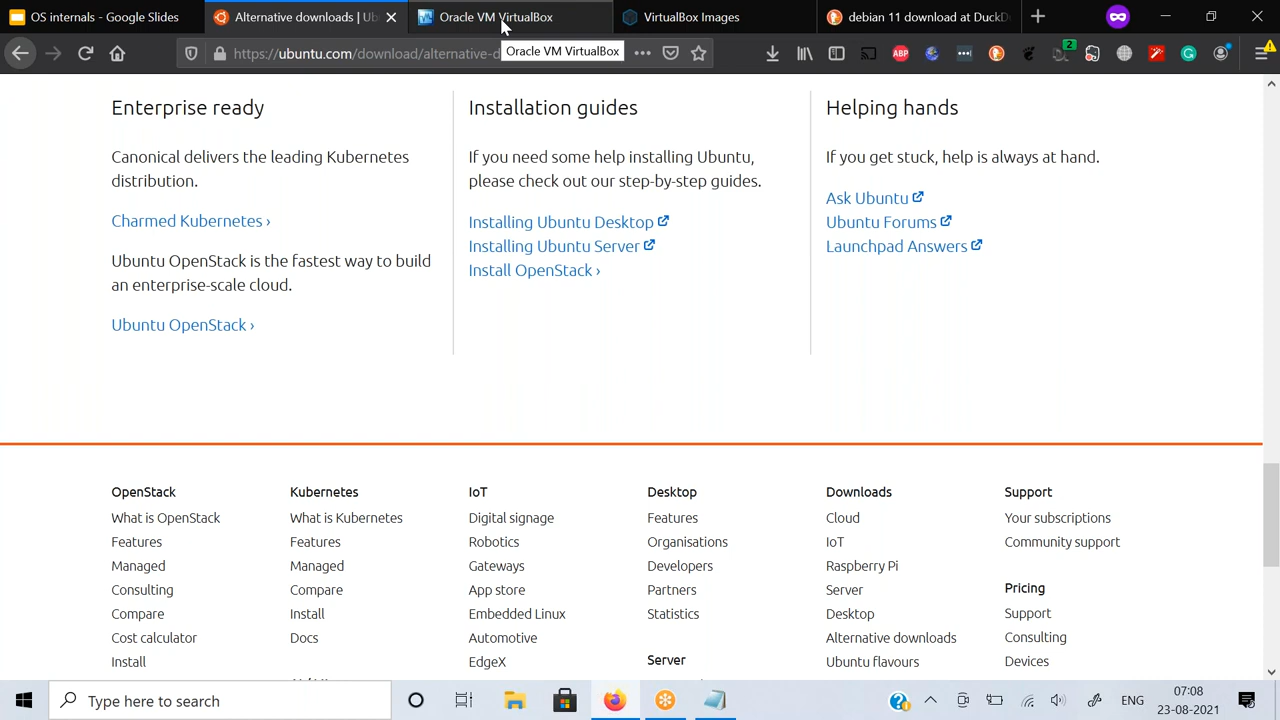 OS internals - Google Slides
Alternative downloads | Ub
Oracle VM VirtualBox
VirtualBox Images
debian 11 download at DuckD
https://ubuntu.com/download/alternative-d
Oracle VM VirtualBox
ABP
2
Enterprise ready
Canonical delivers the leading Kubernetes
distribution.
Charmed Kubernetes ›
Ubuntu OpenStack is the fastest way to build
an enterprise-scale cloud.
Ubuntu OpenStack ›
Installation guides
If you need some help installing Ubuntu,
please check out our step-by-step guides.
Installing Ubuntu Desktop
Installing Ubuntu Server
Install OpenStack ›
Helping hands
If you get stuck, help is always at hand.
Ask Ubuntu
Ubuntu Forums
Launchpad Answers
OpenStack
What is OpenStack
Features
Managed
Consulting
Compare
Cost calculator
Install
Kubernetes
What is Kubernetes
Features
Managed
Compare
Install
Docs
IoT
Digital signage
Robotics
Gateways
App store
Embedded Linux
Automotive
EdgeX
Desktop
Features
Organisations
Developers
Partners
Statistics
Server
Downloads
Cloud
IoT
Raspberry Pi
Server
Desktop
Alternative downloads
Ubuntu flavours
Support
Your subscriptions
Community support
Pricing
Support
Consulting
Devices
Type here to search
ENG
07:08
23-08-2021